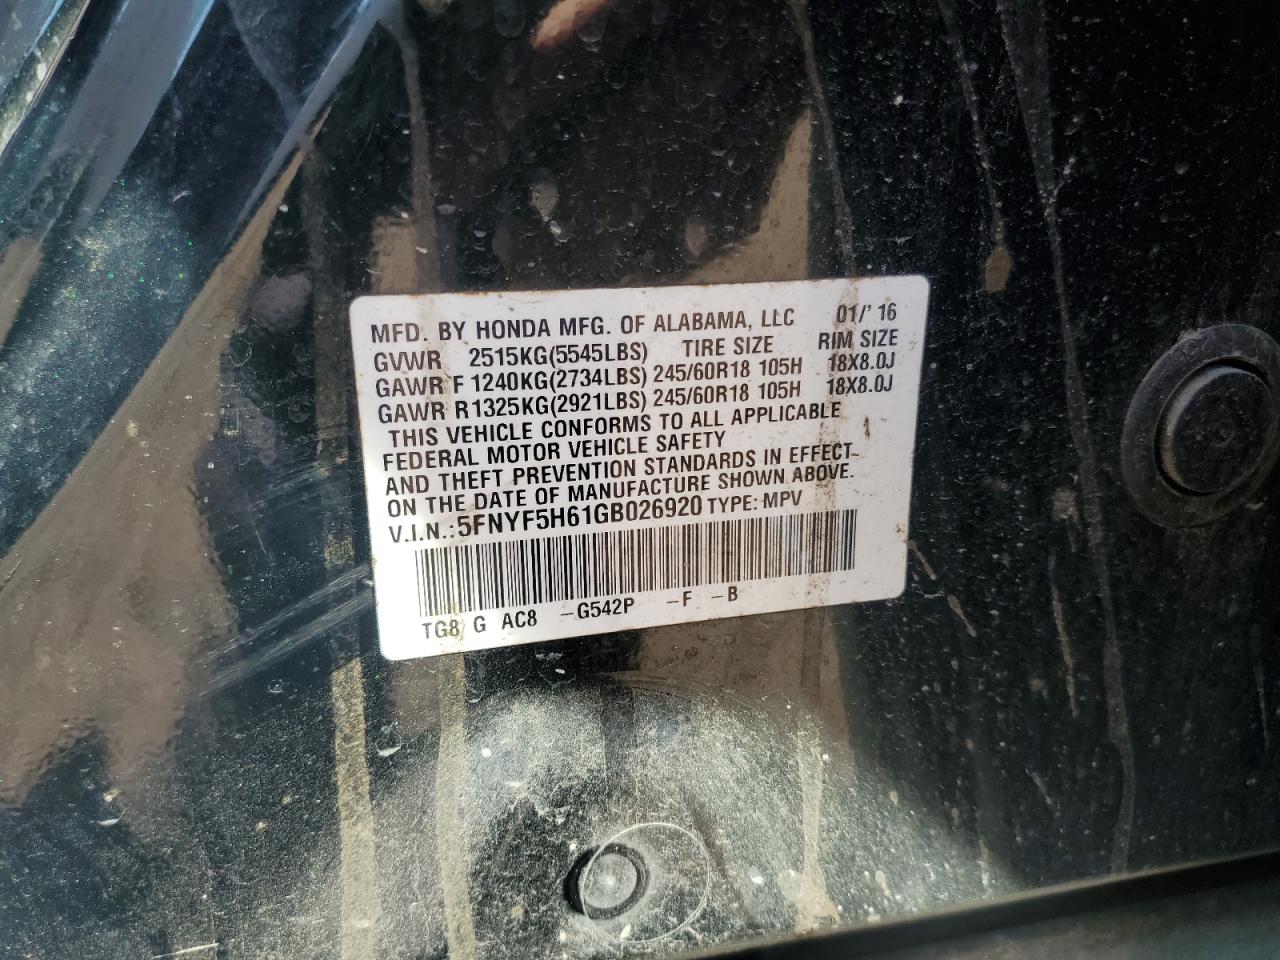 MFD. BY HONDA MFG. OF ALABAMA, LLC 01/'16
GVWR 2515KG(5545LBS) TIRE SIZE RIM SIZE
GAWR F 1240KG(2734LBS) 245/60R18 105H 18X8.0J
GAWR R1325KG(2921LBS) 245/60R18 105H 18X8.0J
THIS VEHICLE CONFORMS TO ALL APPLICABLE
FEDERAL MOTOR VEHICLE SAFETY
AND THEFT PREVENTION STANDARDS IN EFFECT
ON THE DATE OF MANUFACTURE SHOWN ABOVE.
V.I.N.:5FNYF5H61GB026920 TYPE: MPV
TG8 G AC8 -G542P -F -B